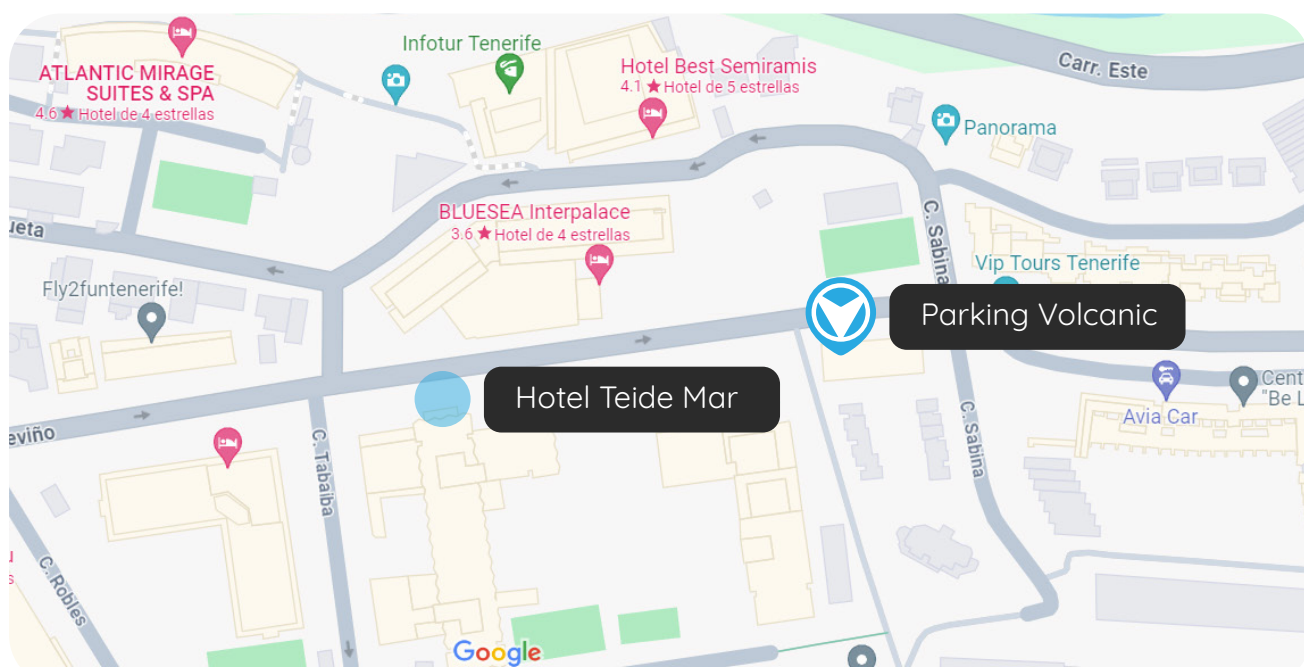 Infotur Tenerife
Carr. Este
ATLANTIC MIRAGE
SUITES & SPA
4.6 ★ Hotel de 4 estrellas
Hotel Best Semiramis
4.1 ★ Hotel de 5 estrellas
Panorama
BLUESEA Interpalace
3.6 ★ Hotel de 4 estrellas
ueta
C. Sabina
Vip Tours Tenerife
Fly2funtenerife!
Parking Volcanic
Hotel Teide Mar
Avia Car
Cent
"Be L
eviño
C. Tabaiba
C. Sabina
C. Robles
Google